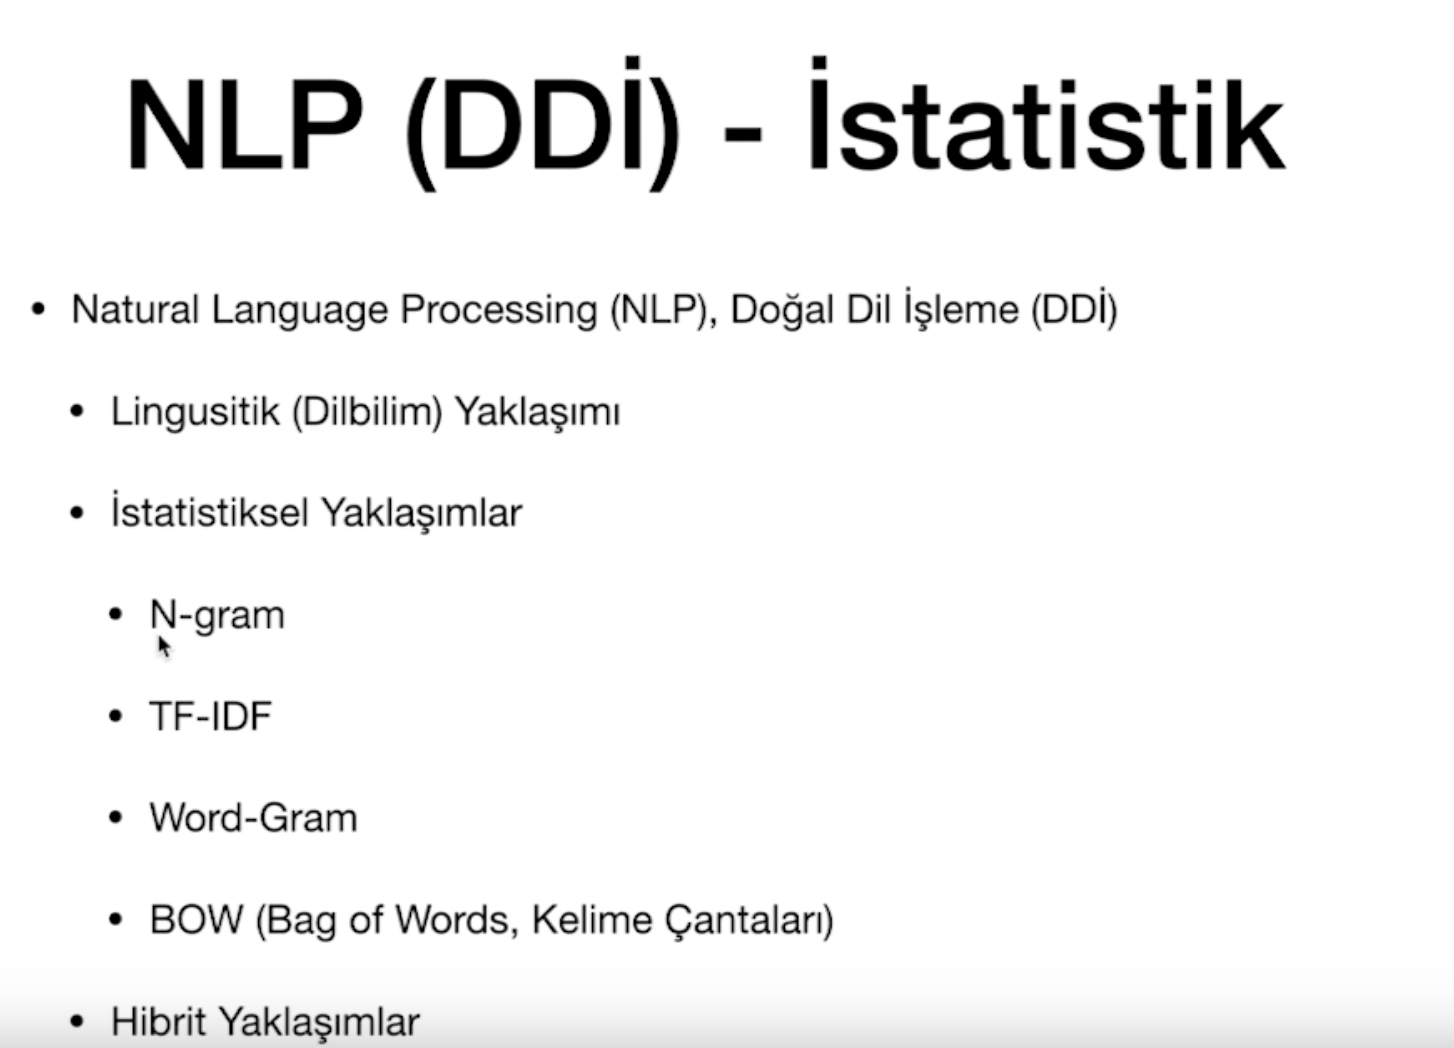 NLP (DDİ) - İstatistik
• Natural Language Processing (NLP), Doğal Dil İşleme (DDİ)
• Lingusitik (Dilbilim) Yaklaşımı
• İstatistiksel Yaklaşımlar
• N-gram
• TF-IDF
• Word-Gram
• BOW (Bag of Words, Kelime Çantaları)
• Hibrit Yaklaşımlar